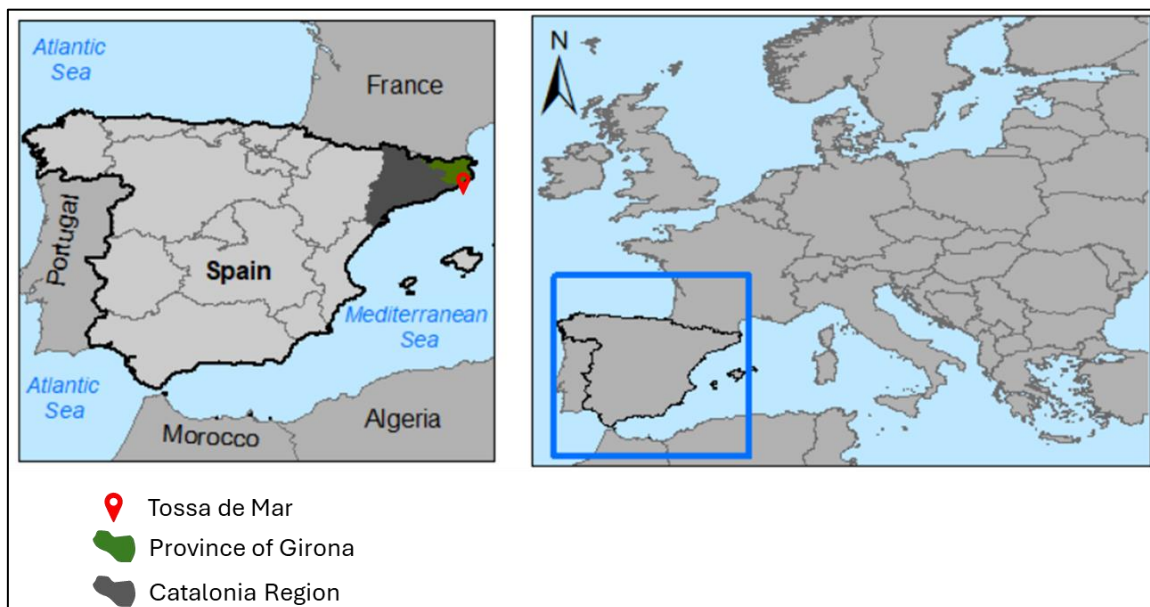 Atlantic
Sea
France
Portugal
Spain
Mediterranean
Sea
Atlantic
Sea
Morocco
Algeria
N
Tossa de Mar
Province of Girona
Catalonia Region